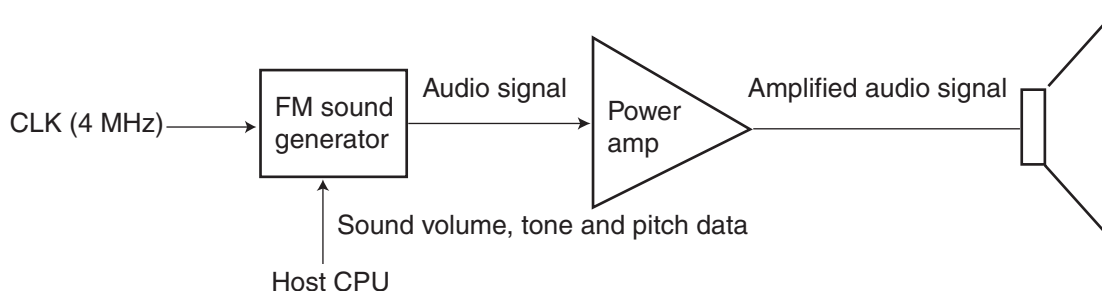 CLK (4 MHz)
FM sound
generator
Audio signal
Power
amp
Amplified audio signal
Sound volume, tone and pitch data
Host CPU